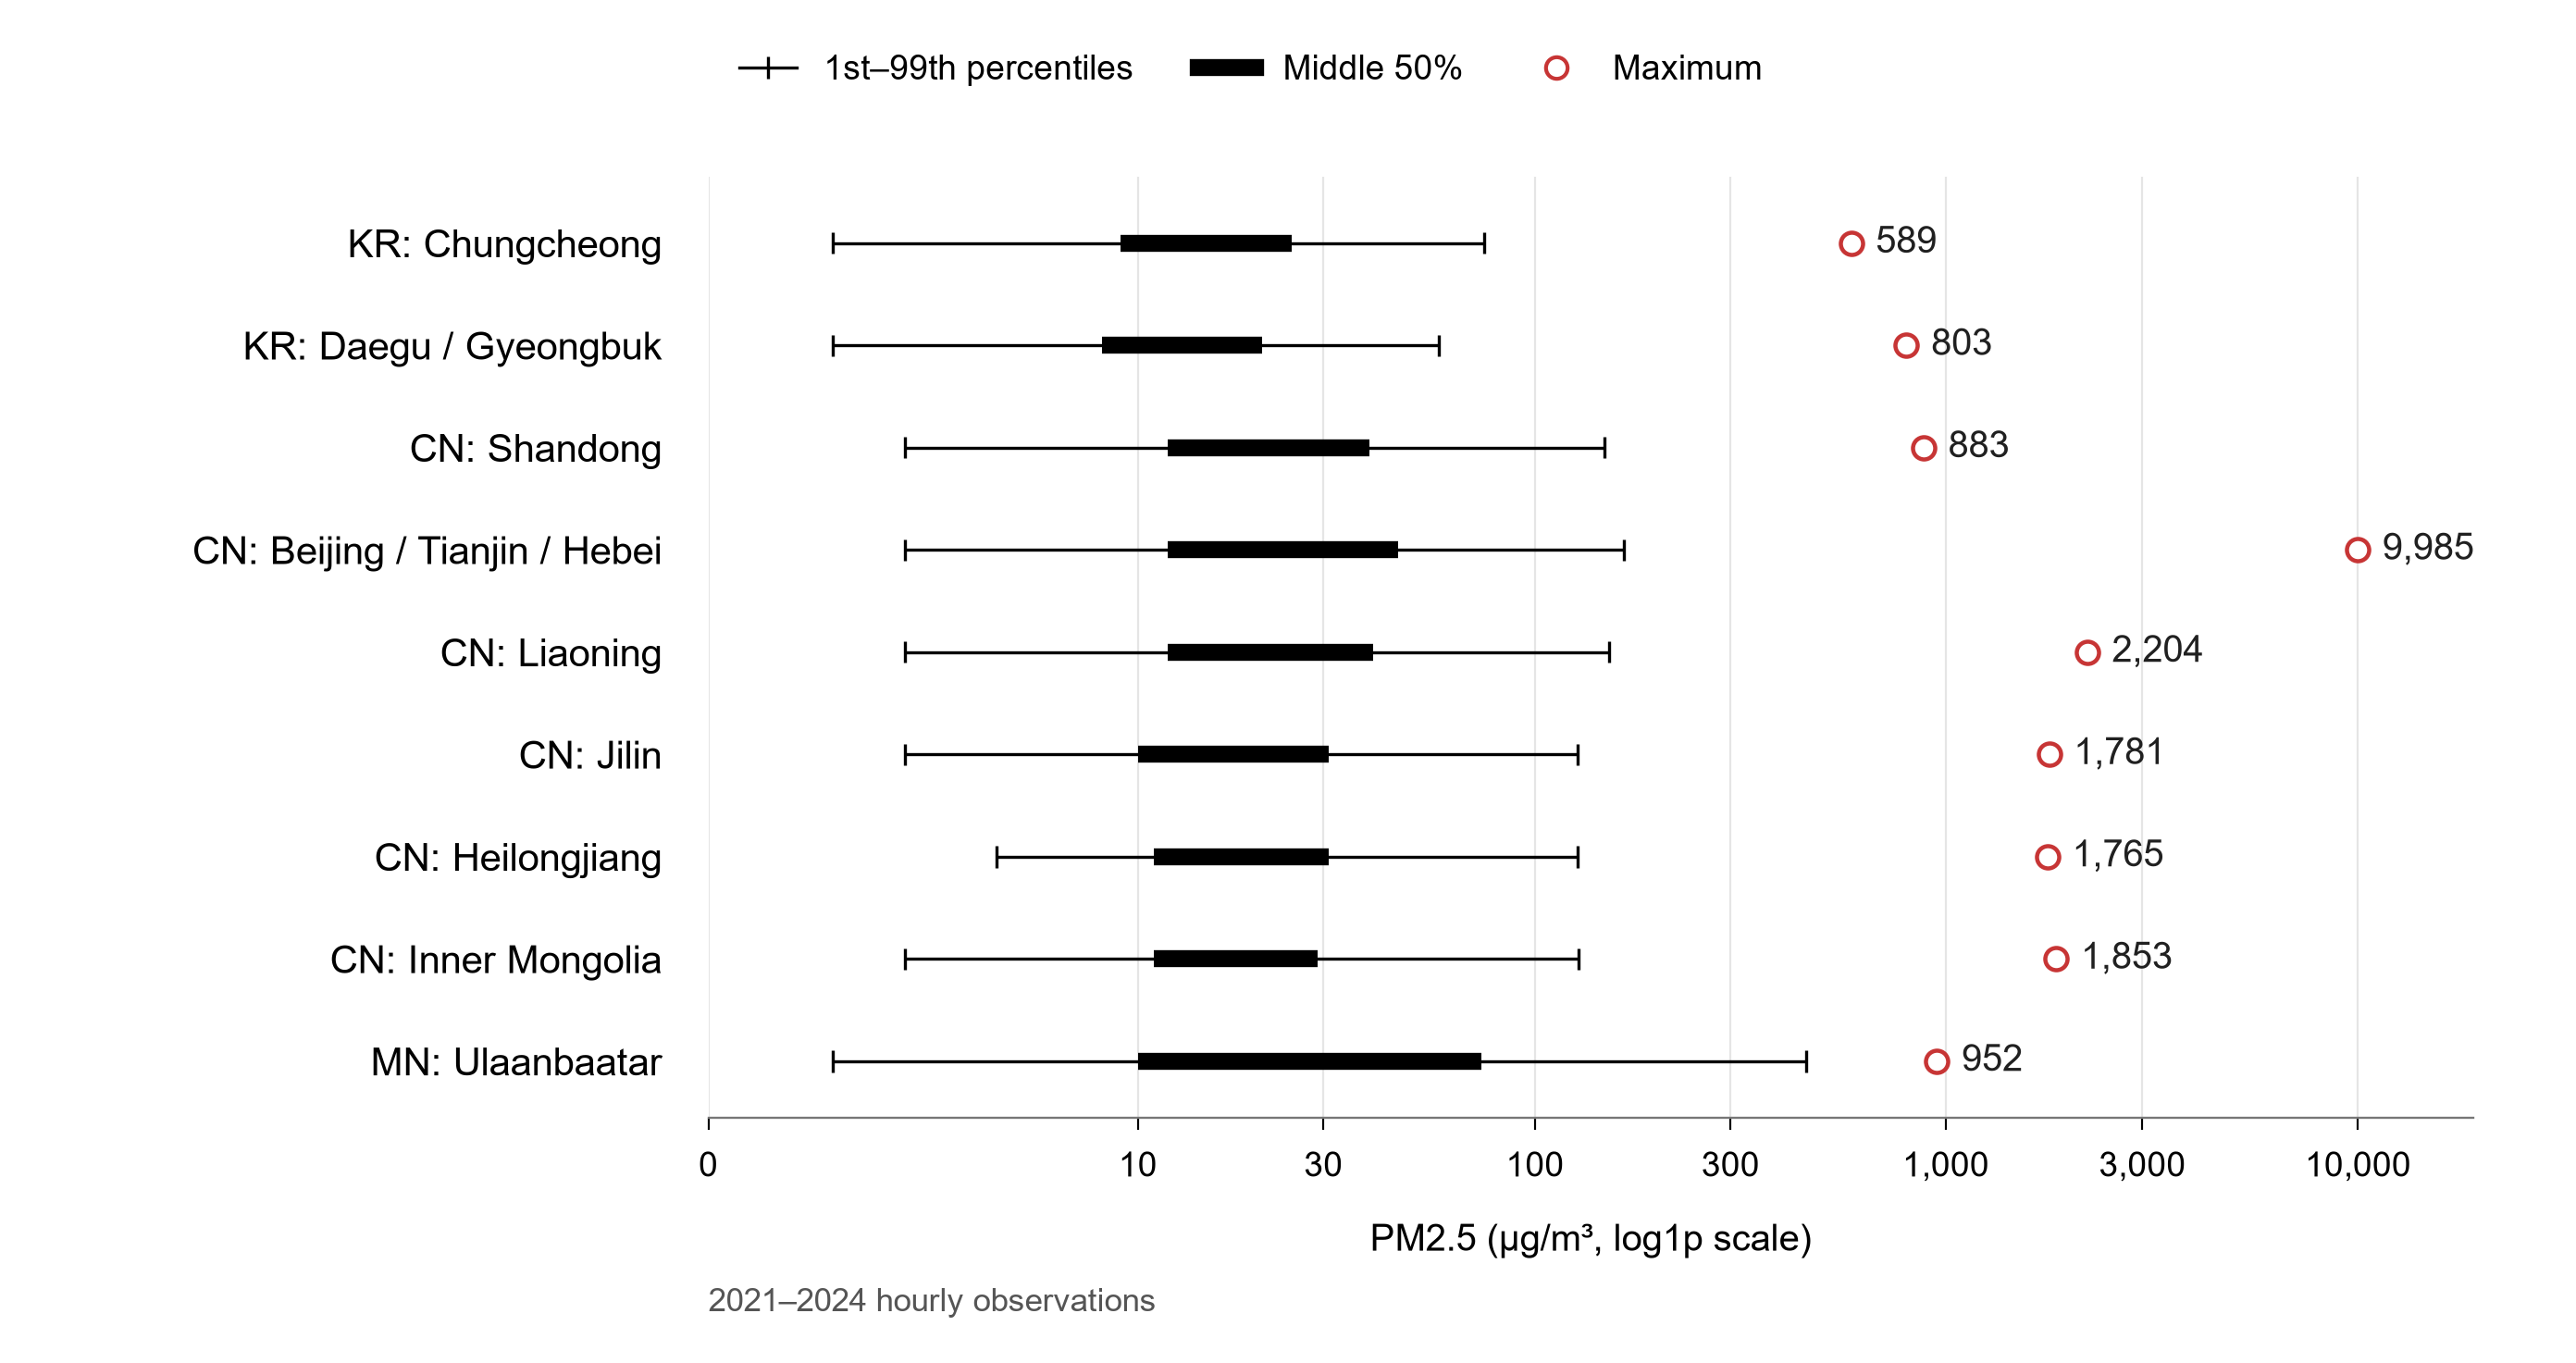 1st–99th percentiles Middle 50% Maximum
KR: Chungcheong 589
KR: Daegu / Gyeongbuk 803
CN: Shandong 883
CN: Beijing / Tianjin / Hebei 9,985
CN: Liaoning 2,204
CN: Jilin 1,781
CN: Heilongjiang 1,765
CN: Inner Mongolia 1,853
MN: Ulaanbaatar 952
0 10 30 100 300 1,000 3,000 10,000
PM2.5 (µg/m³, log1p scale)
2021–2024 hourly observations